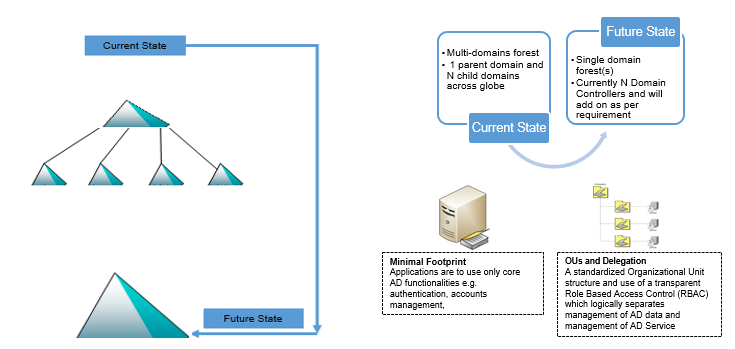 Current State
Future State
• Multi-domains forest
• 1 parent domain and
N child domains
across globe
Current State
Future State
• Single domain
forest(s)
• Currently N Domain
Controllers and will
add on as per
requirement
Minimal Footprint
Applications are to use only core
AD functionalities e.g.
authentication, accounts
management,
OUs and Delegation
A standardized Organizational Unit
structure and use of a transparent
Role Based Access Control (RBAC)
which logically separates
management of AD data and
management of AD Service